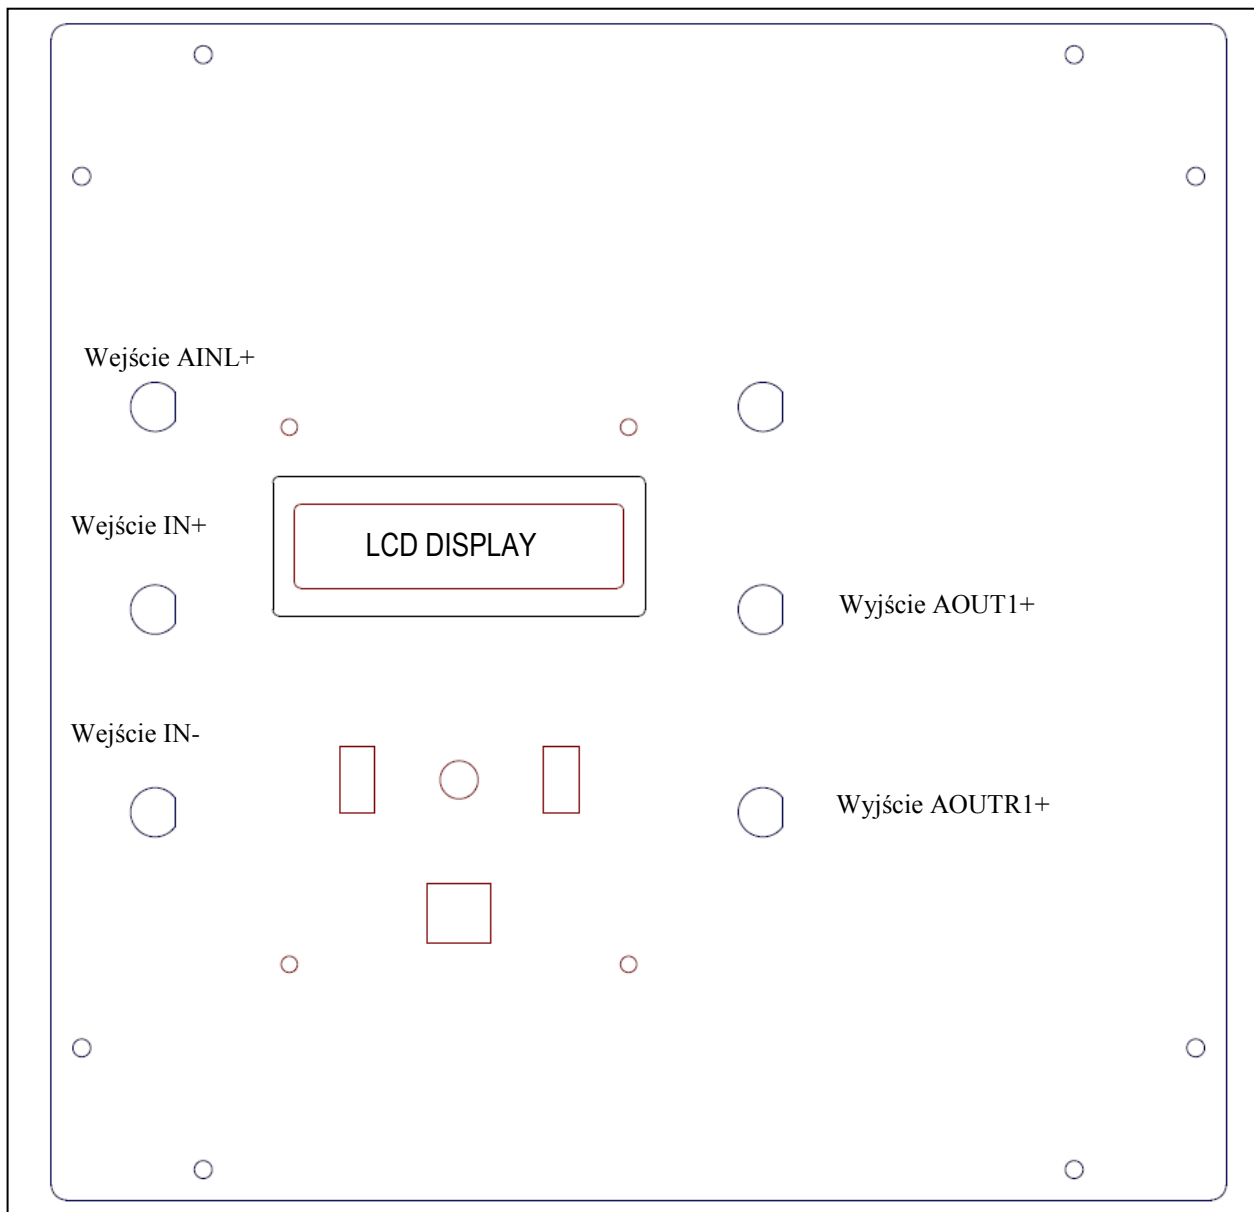 Wejście AINL+
Wejście IN+
LCD DISPLAY
Wyjście AOUT1+
Wejście IN-
Wyjście AOUTR1+